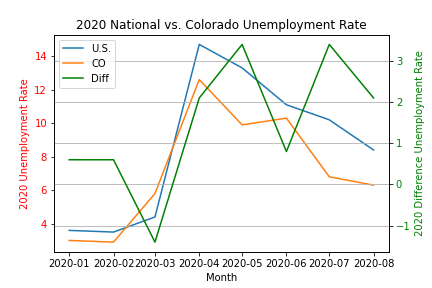 2020 National vs. Colorado Unemployment Rate
U.S.
CO
Diff
14
12
10
8
6
4
2020 Unemployment Rate
3
2
1
0
−1
2020 Difference Unemployment Rate
2020-01 2020-02 2020-03 2020-04 2020-05 2020-06 2020-07 2020-08
Month